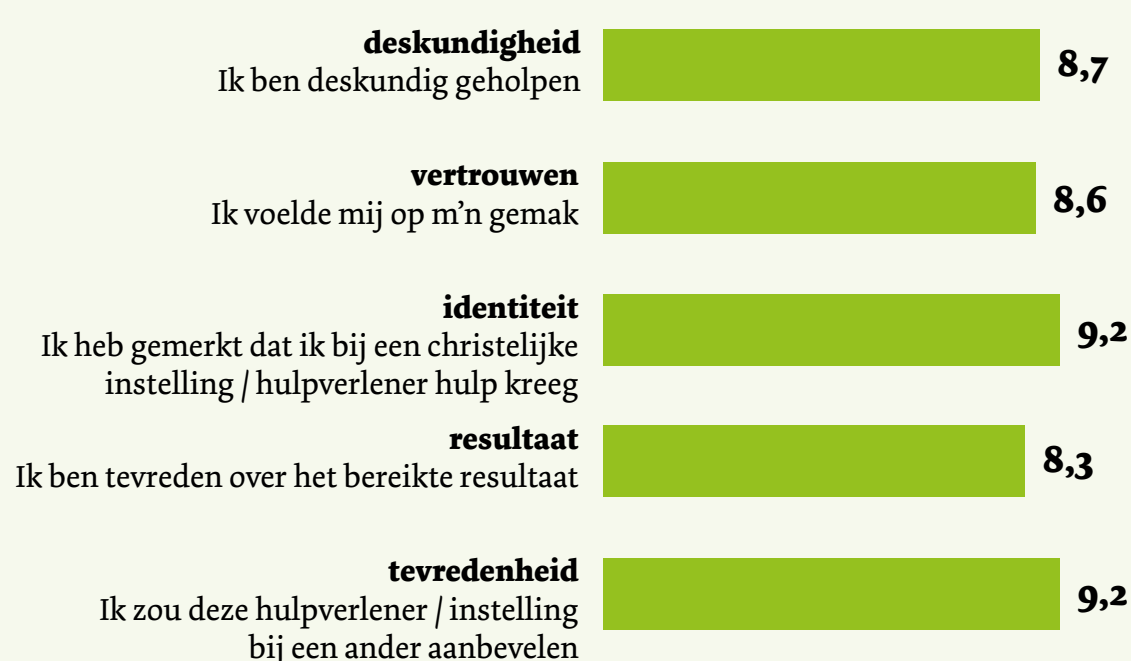 deskundigheid
Ik ben deskundig geholpen
8,7
vertrouwen
Ik voelde mij op m’n gemak
8,6
identiteit
Ik heb gemerkt dat ik bij een christelijke
instelling / hulpverlener hulp kreeg
9,2
resultaat
Ik ben tevreden over het bereikte resultaat
8,3
tevredenheid
Ik zou deze hulpverlener / instelling
bij een ander aanbevelen
9,2